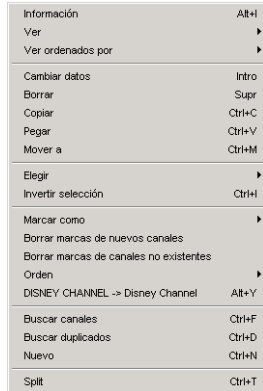 Información Alt+I
Ver
Ver ordenados por
Cambiar datos Intro
Borrar Supr
Copiar Ctrl+C
Pegar Ctrl+V
Mover a Ctrl+M
Elegir
Invertir selección Ctrl+I
Marcar como
Borrar marcas de nuevos canales
Borrar marcas de canales no existentes
Orden
DISNEY CHANNEL -> Disney Channel Alt+Y
Buscar canales Ctrl+F
Buscar duplicados Ctrl+D
Nuevo Ctrl+N
Split Ctrl+T